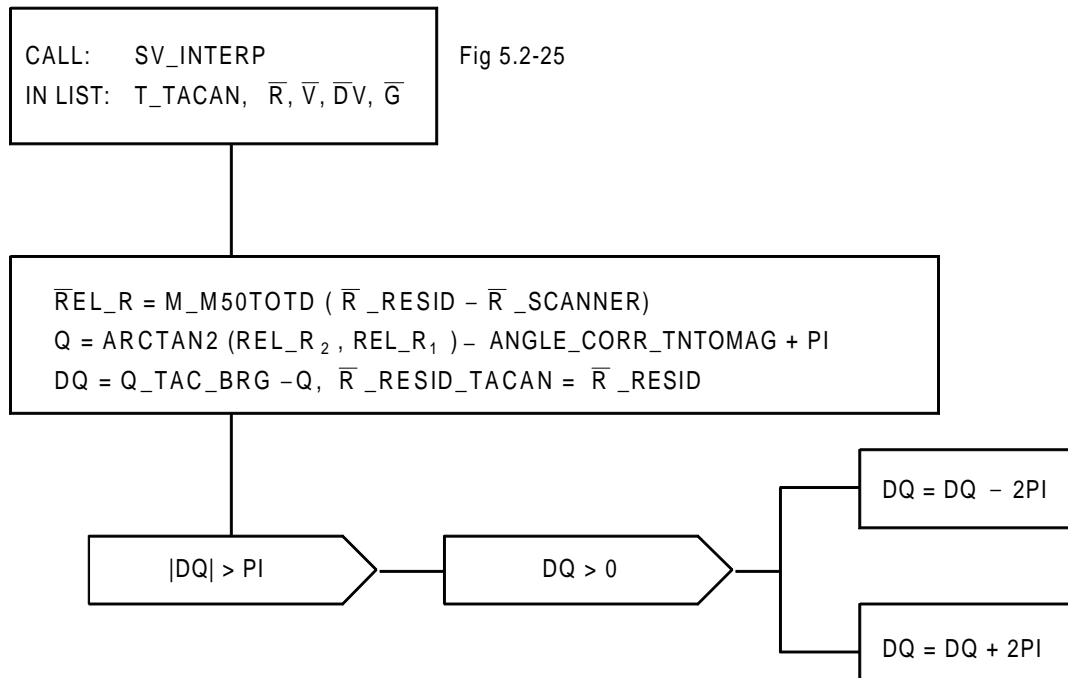 CALL: SV_INTERP
Fig 5.2-25
IN LIST: T_TACAN, R̅, V̅, D̅V, G̅
R̅EL_R = M_M50TOTD ( R̅ _RESID – R̅ _SCANNER)
Q = ARCTAN2 (REL_R₂ , REL_R₁ ) – ANGLE_CORR_TNTOMAG + PI
DQ = Q_TAC_BRG –Q, R̅ _RESID_TACAN = R̅ _RESID
DQ = DQ – 2PI
|DQ| > PI
DQ > 0
DQ = DQ + 2PI